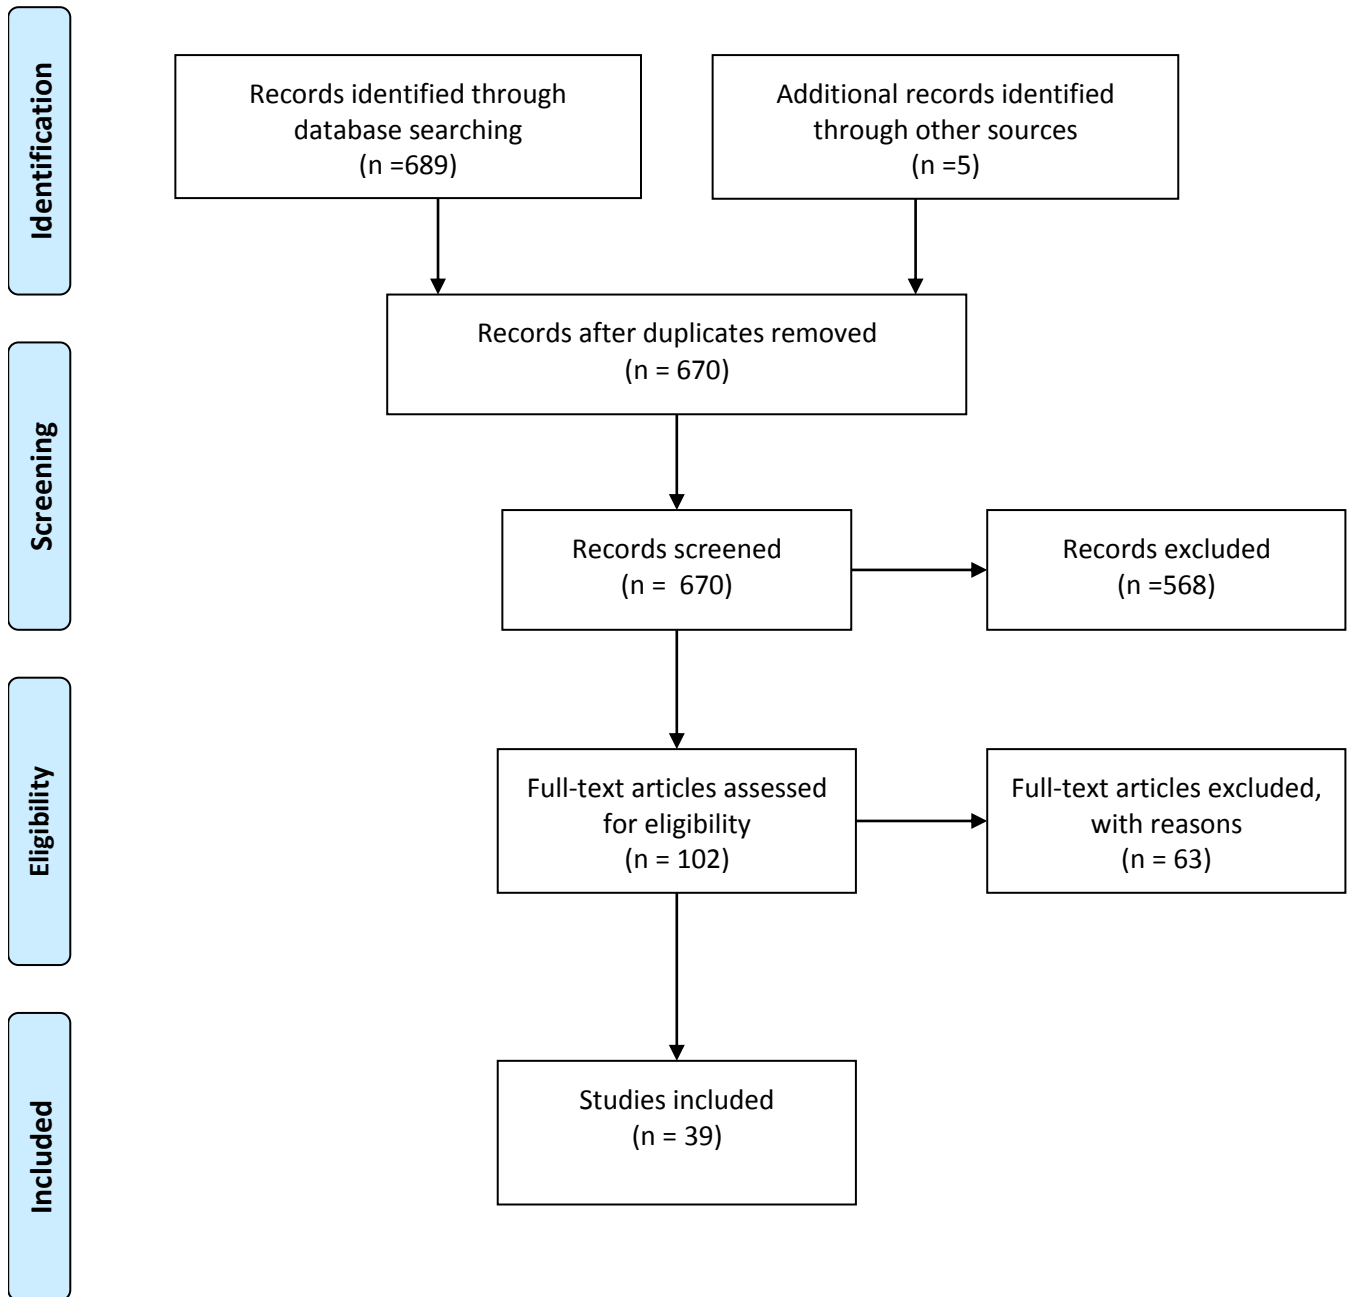 Identification
Records identified through
database searching
(n =689)
Additional records identified
through other sources
(n =5)
Records after duplicates removed
(n = 670)
Screening
Records screened
(n =  670)
Records excluded
(n =568)
Eligibility
Full-text articles assessed
for eligibility
(n = 102)
Full-text articles excluded,
with reasons
(n = 63)
Included
Studies included
(n = 39)